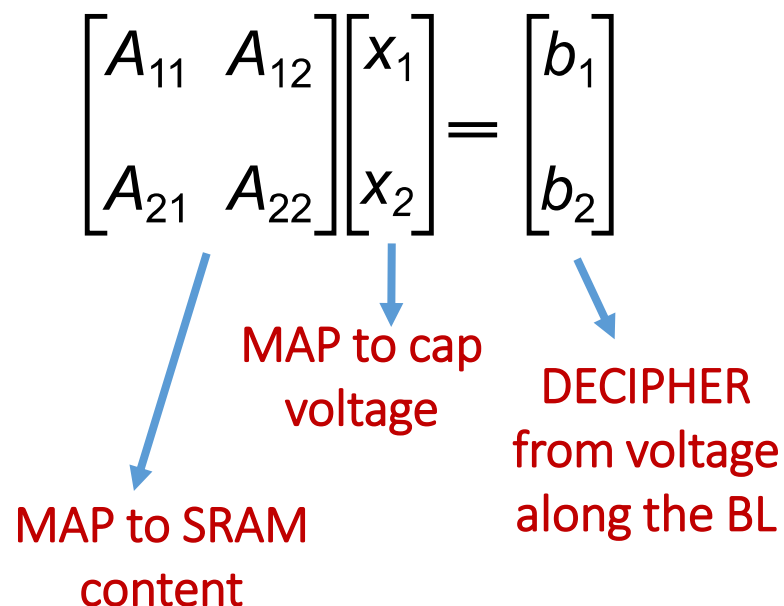 A11 A12 x1 = b1
A21 A22 x2 b2
MAP to cap
voltage
DECIPHER
from voltage
along the BL
MAP to SRAM
content